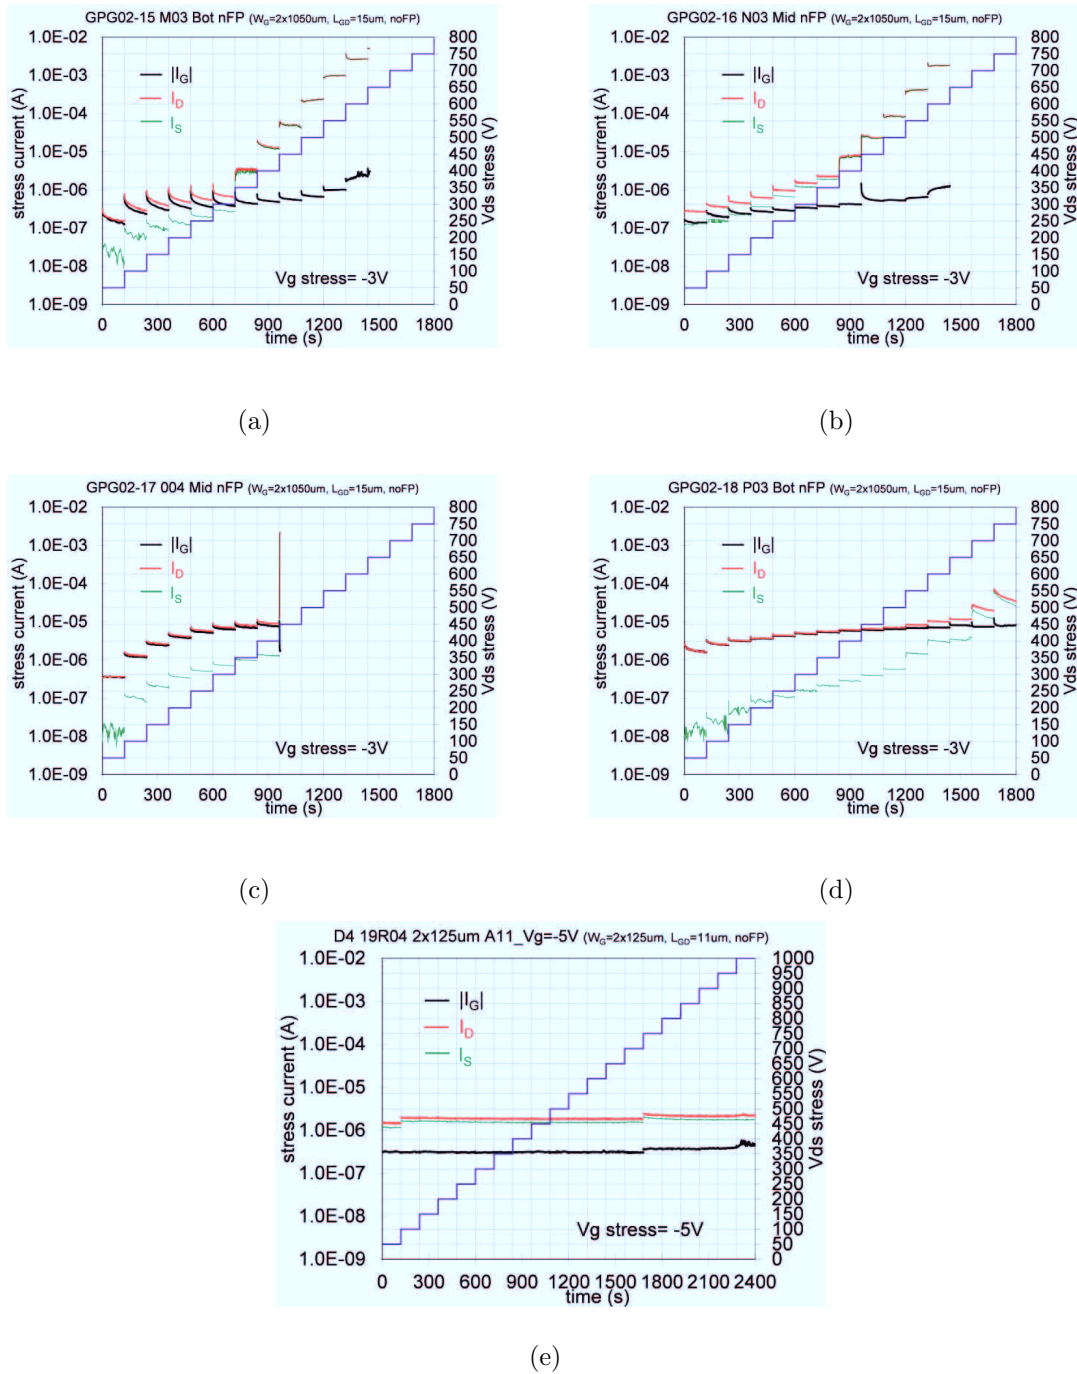 GPG02-15 M03 Bot nFP (WG=2x1050um, LGD=15um, noFP)
1.0E-02
1.0E-03
1.0E-04
1.0E-05
1.0E-06
1.0E-07
1.0E-08
1.0E-09
stress current (A)
|IG|
ID
IS
Vg stress= -3V
800
750
700
650
600
550
500
450
400
350
300
250
200
150
100
50
0
Vds stress (V)
0 300 600 900 1200 1500 1800
time (s)
(a)
GPG02-16 N03 Mid nFP (WG=2x1050um, LGD=15um, noFP)
1.0E-02
1.0E-03
1.0E-04
1.0E-05
1.0E-06
1.0E-07
1.0E-08
1.0E-09
stress current (A)
|IG|
ID
IS
Vg stress= -3V
800
750
700
650
600
550
500
450
400
350
300
250
200
150
100
50
0
Vds stress (V)
0 300 600 900 1200 1500 1800
time (s)
(b)
GPG02-17 004 Mid nFP (WG=2x1050um, LGD=15um, noFP)
1.0E-02
1.0E-03
1.0E-04
1.0E-05
1.0E-06
1.0E-07
1.0E-08
1.0E-09
stress current (A)
|IG|
ID
IS
Vg stress= -3V
800
750
700
650
600
550
500
450
400
350
300
250
200
150
100
50
0
Vds stress (V)
0 300 600 900 1200 1500 1800
time (s)
(c)
GPG02-18 P03 Bot nFP (WG=2x1050um, LGD=15um, noFP)
1.0E-02
1.0E-03
1.0E-04
1.0E-05
1.0E-06
1.0E-07
1.0E-08
1.0E-09
stress current (A)
|IG|
ID
IS
Vg stress= -3V
800
750
700
650
600
550
500
450
400
350
300
250
200
150
100
50
0
Vds stress (V)
0 300 600 900 1200 1500 1800
time (s)
(d)
D4 19R04 2x125um A11_Vg=-5V (WG=2x125um, LGD=11um, noFP)
1.0E-02
1.0E-03
1.0E-04
1.0E-05
1.0E-06
1.0E-07
1.0E-08
1.0E-09
stress current (A)
|IG|
ID
IS
Vg stress= -5V
1000
950
900
850
800
750
700
650
600
550
500
450
400
350
300
250
200
150
100
50
0
Vds stress (V)
0 300 600 900 1200 1500 1800 2100 2400
time (s)
(e)